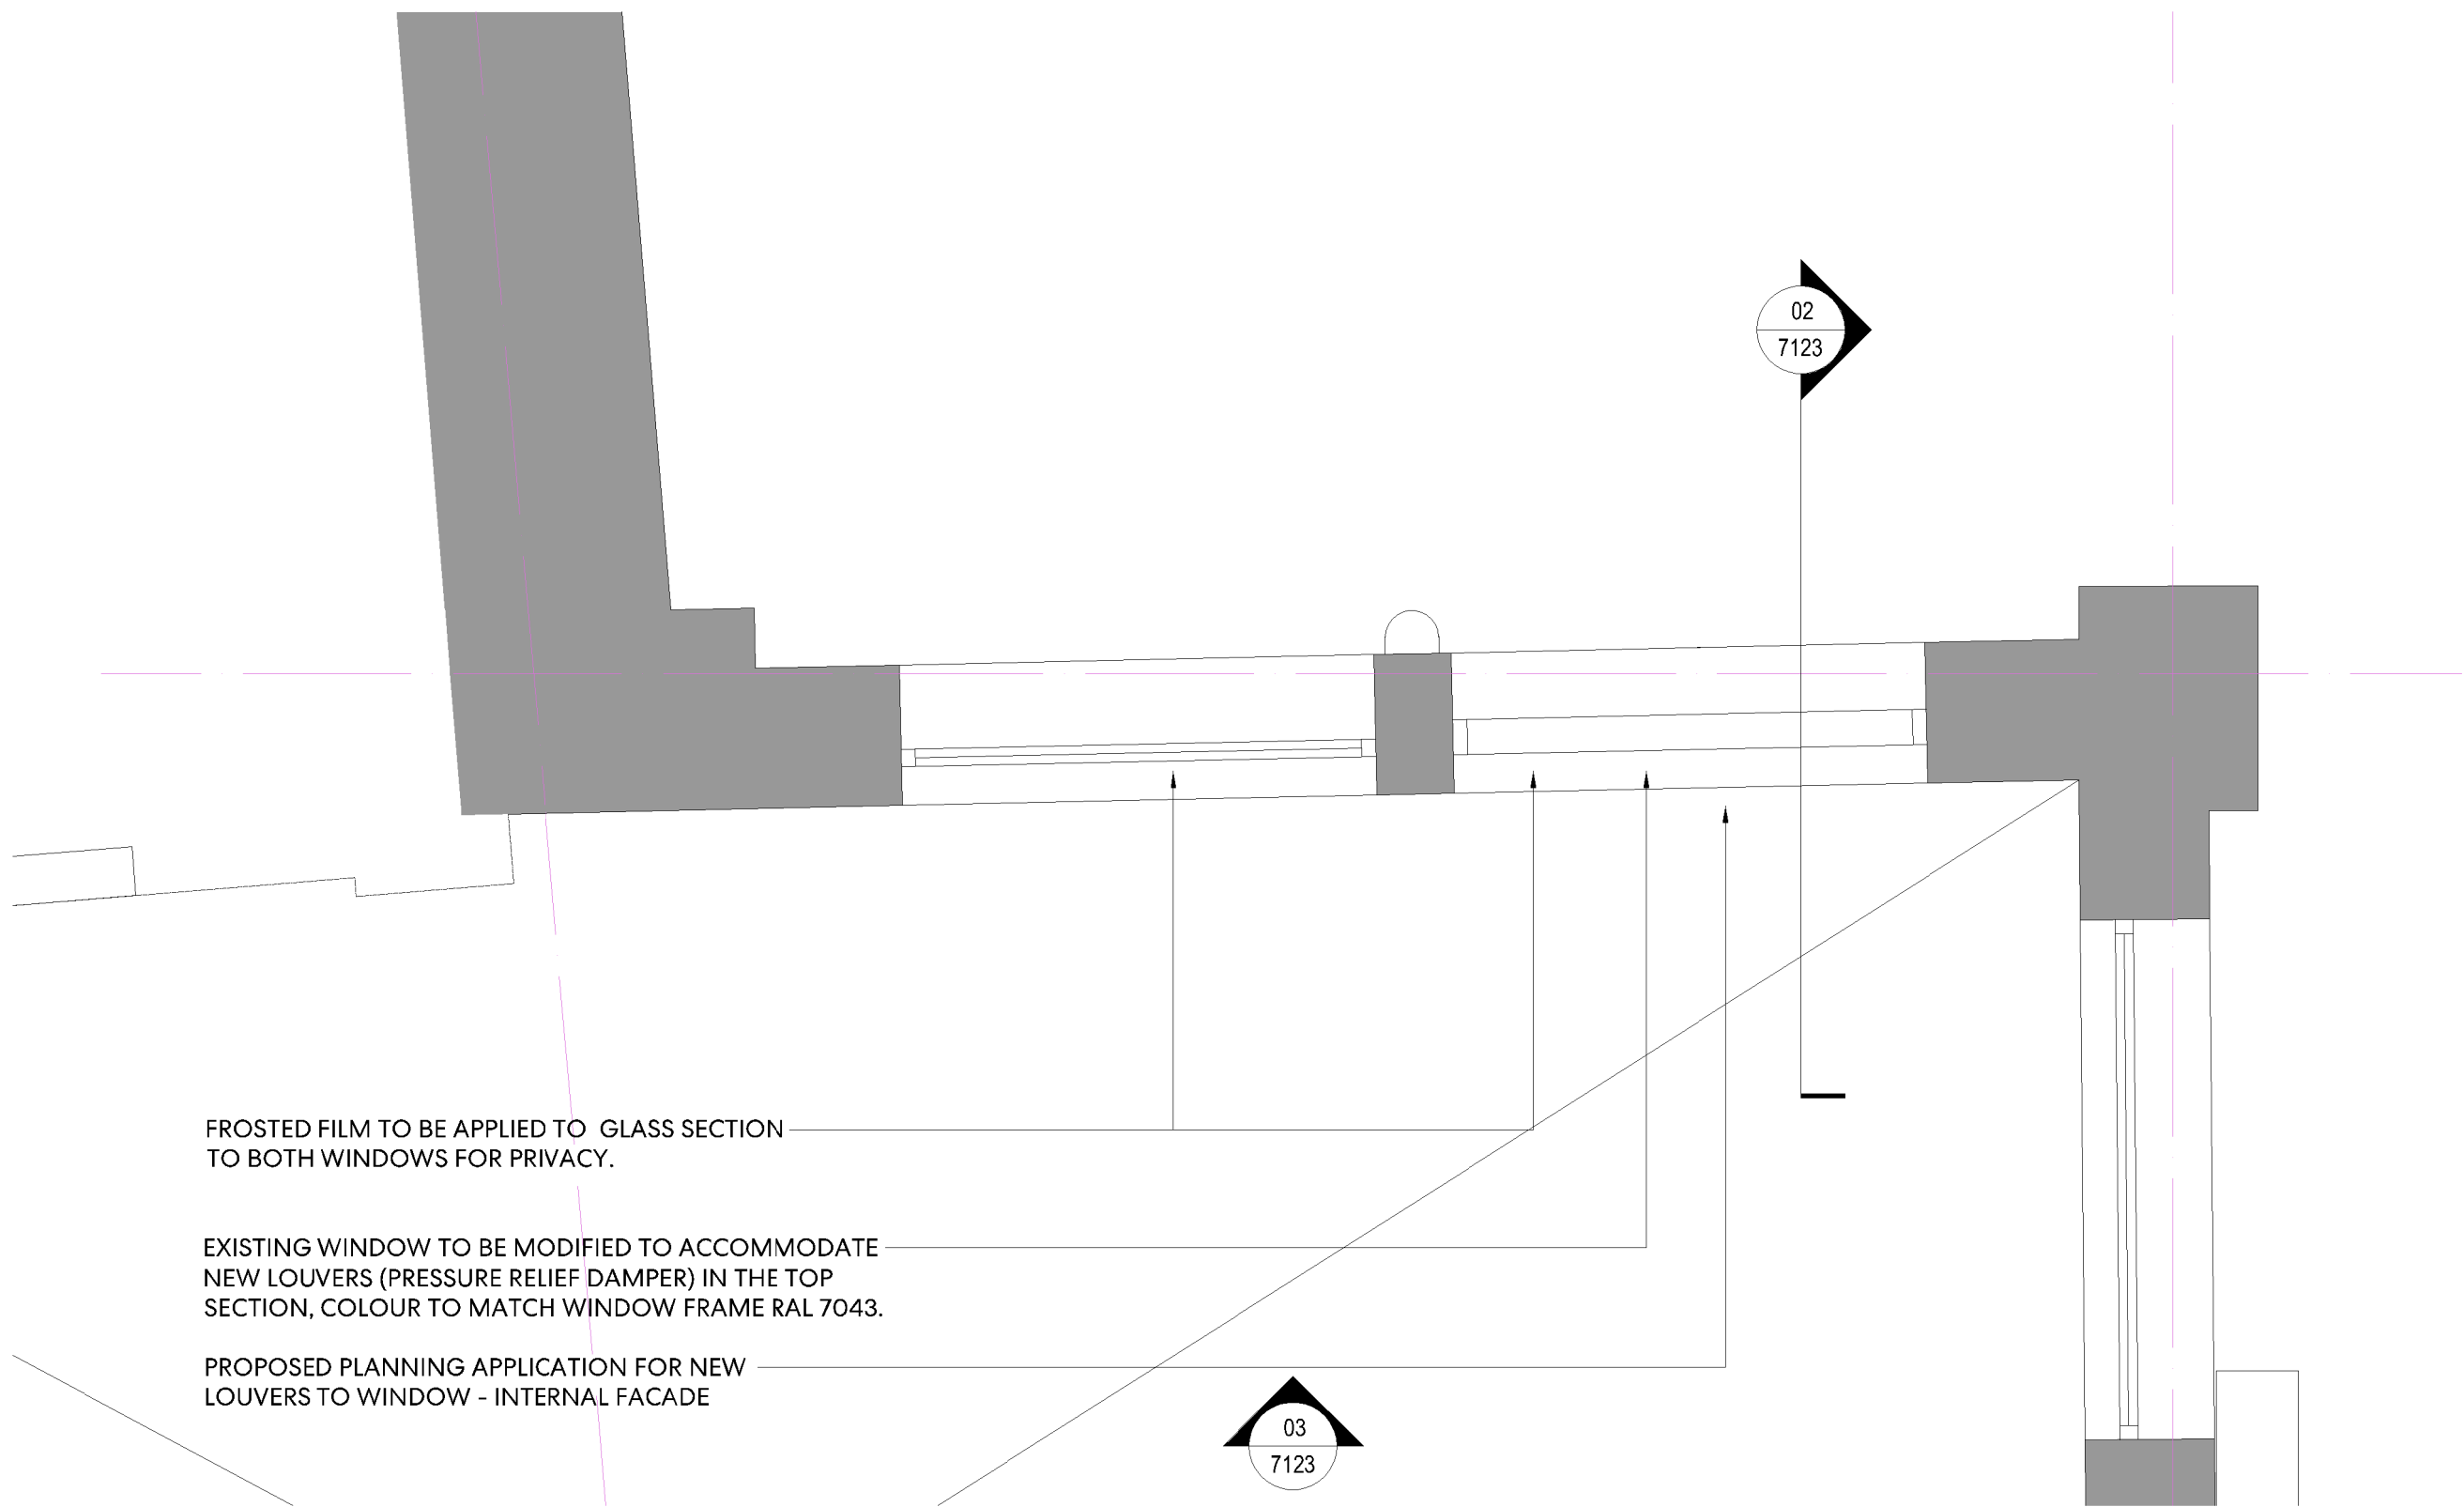 02
7123
FROSTED FILM TO BE APPLIED TO GLASS SECTION
TO BOTH WINDOWS FOR PRIVACY.
EXISTING WINDOW TO BE MODIFIED TO ACCOMMODATE
NEW LOUVERS (PRESSURE RELIEF DAMPER) IN THE TOP
SECTION, COLOUR TO MATCH WINDOW FRAME RAL 7043.
PROPOSED PLANNING APPLICATION FOR NEW
LOUVERS TO WINDOW - INTERNAL FACADE
03
7123